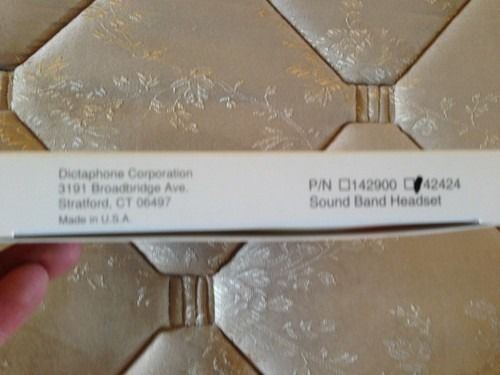 Dictaphone Corporation
3191 Broadbridge Ave.
Stratford, CT 06497
Made in U.S.A.
P/N ☐142900 ☑42424
Sound Band Headset